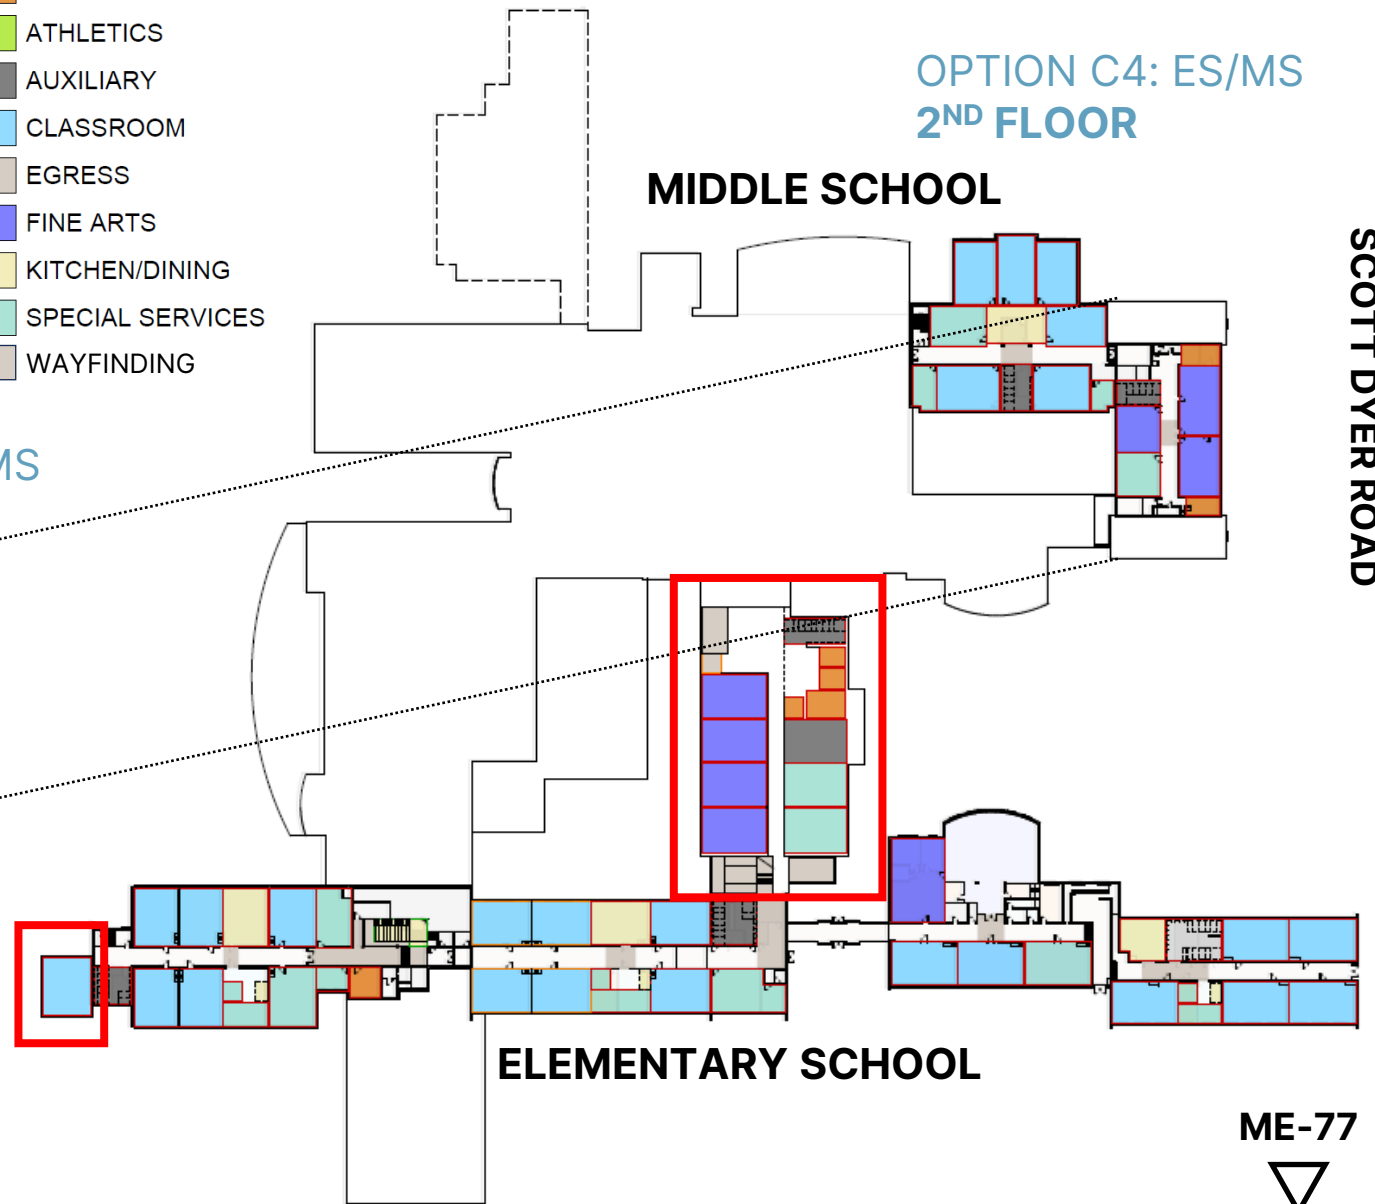 ATHLETICS
AUXILIARY
CLASSROOM
EGRESS
FINE ARTS
KITCHEN/DINING
SPECIAL SERVICES
WAYFINDING
OPTION C4: ES/MS
2ND FLOOR
MIDDLE SCHOOL
SCOTT DYER ROAD
MS
ELEMENTARY SCHOOL
ME-77